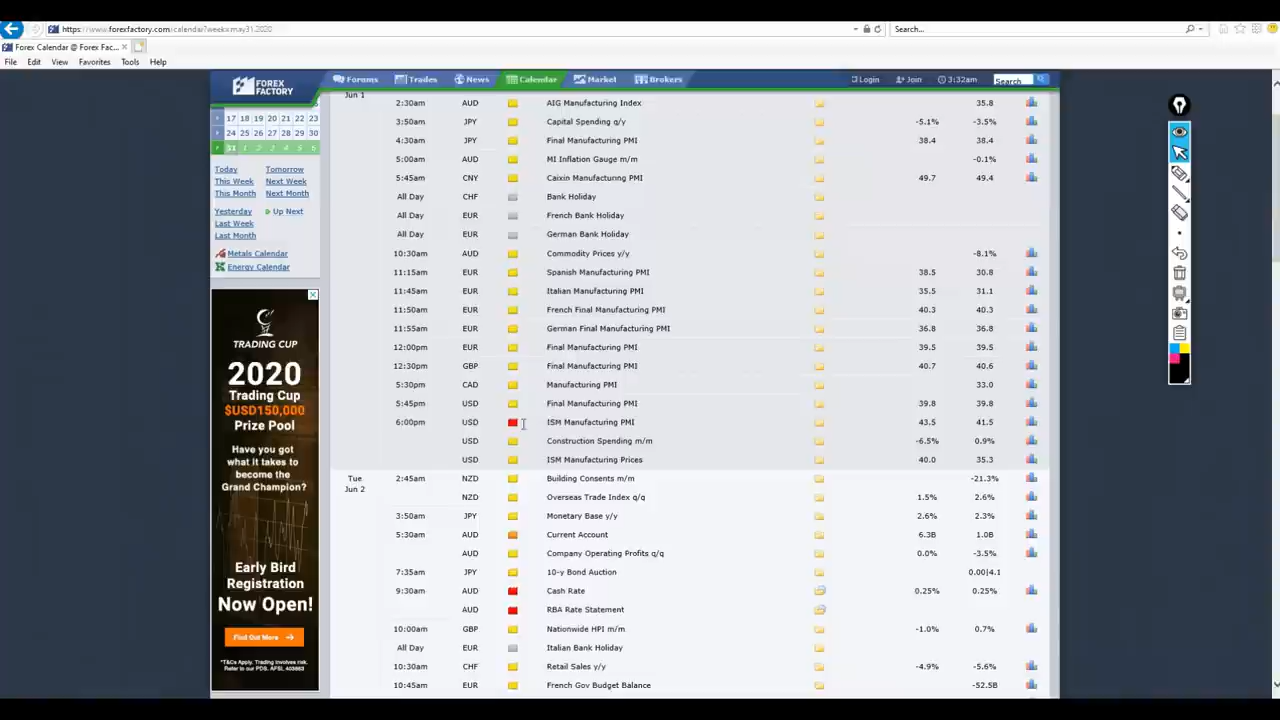 https://www.forexfactory.com/calendar?week=may31.2020
Search...
Forex Calendar @ Forex Fac...
File Edit View Favorites Tools Help
FOREX FACTORY
Forums Trades News Calendar Market Brokers Login Join 3:32am Search
17 18 19 20 21 22 23
24 25 26 27 28 29 30
31 1 2 3 4 5 6
Today Tomorrow
This Week Next Week
This Month Next Month
Yesterday Up Next
Last Week
Last Month
Metals Calendar
Energy Calendar
TRADING CUP
2020
Trading Cup
$USD150,000
Prize Pool
Have you got what it takes to become the Grand Champion?
Early Bird
Registration
Now Open!
Find Out More
*T&Cs Apply. Trading involves risk.
Refer to our PDS. AFSL 403863
Jun 1
2:30am AUD AIG Manufacturing Index 35.8
3:50am JPY Capital Spending q/y -5.1% -3.5%
4:30am JPY Final Manufacturing PMI 38.4 38.4
5:00am AUD MI Inflation Gauge m/m -0.1%
5:45am CNY Caixin Manufacturing PMI 49.7 49.4
All Day CHF Bank Holiday
All Day EUR French Bank Holiday
All Day EUR German Bank Holiday
10:30am AUD Commodity Prices y/y -8.1%
11:15am EUR Spanish Manufacturing PMI 38.5 30.8
11:45am EUR Italian Manufacturing PMI 35.5 31.1
11:50am EUR French Final Manufacturing PMI 40.3 40.3
11:55am EUR German Final Manufacturing PMI 36.8 36.8
12:00pm EUR Final Manufacturing PMI 39.5 39.5
12:30pm GBP Final Manufacturing PMI 40.7 40.6
5:30pm CAD Manufacturing PMI 33.0
5:45pm USD Final Manufacturing PMI 39.8 39.8
6:00pm USD ISM Manufacturing PMI 43.5 41.5
USD Construction Spending m/m -6.5% 0.9%
USD ISM Manufacturing Prices 40.0 35.3
Tue
Jun 2
2:45am NZD Building Consents m/m -21.3%
NZD Overseas Trade Index q/q 1.5% 2.6%
3:50am JPY Monetary Base y/y 2.6% 2.3%
5:30am AUD Current Account 6.3B 1.0B
AUD Company Operating Profits q/q 0.0% -3.5%
7:35am JPY 10-y Bond Auction 0.00|4.1
9:30am AUD Cash Rate 0.25% 0.25%
AUD RBA Rate Statement
10:00am GBP Nationwide HPI m/m -1.0% 0.7%
All Day EUR Italian Bank Holiday
10:30am CHF Retail Sales y/y -4.9% -5.6%
10:45am EUR French Gov Budget Balance -52.5B